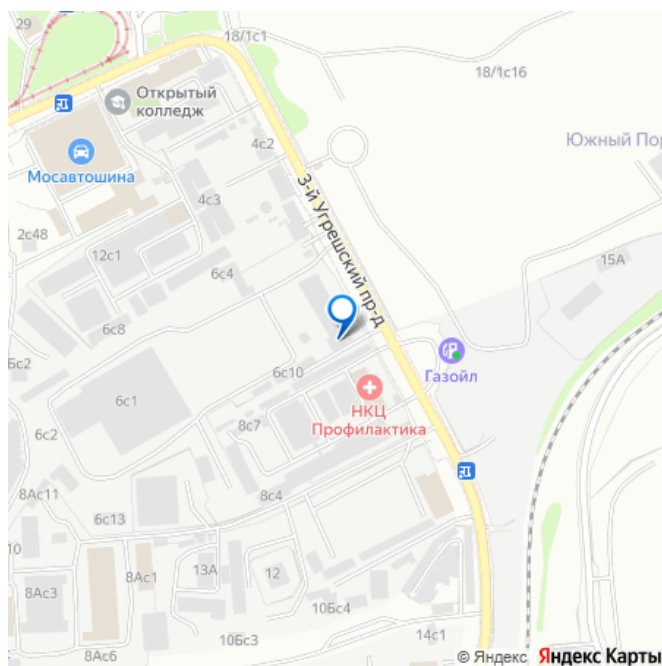 29
18/1с1
18/1с16
Открытый
колледж
4с2
Южный Пор
Мосавтошина
4с3
3-й Угрешский пр-д
2с48
12с1
6с4
15А
6с8
Бс2
Газойл
6с10
6с1
НКЦ
Профилактика
8с7
6с2
8Ас11
8с4
6с13
10
8Ас1
13А
12
8Ас3
10Бс4
14с1
10Бс3
8Ас6
© Яндекс Яндекс Карты